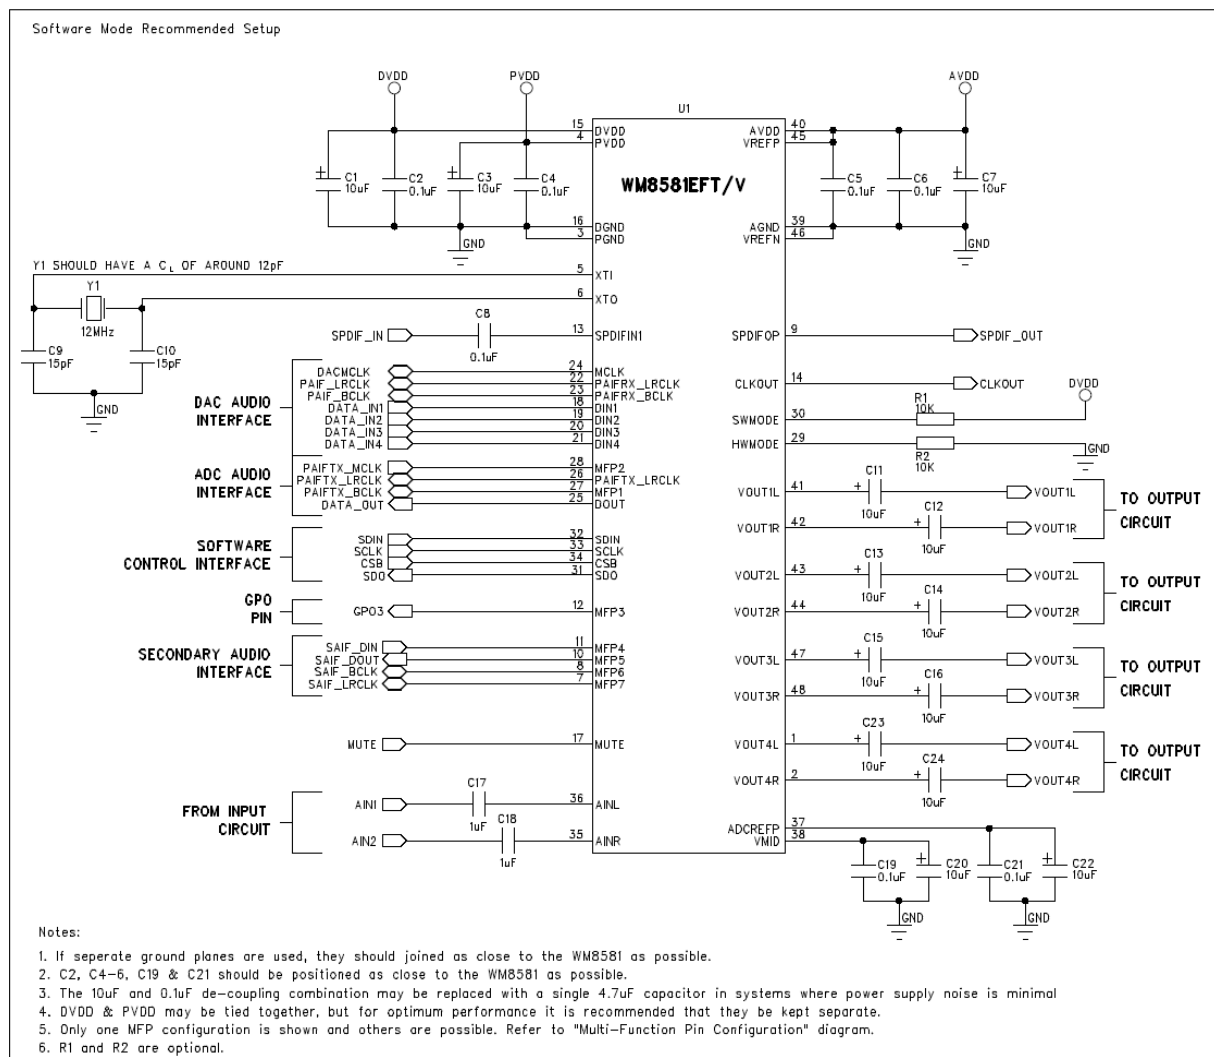 Software Mode Recommended Setup
DVDD
PVDD
AVDD
U1
WM8581EFT/V
15 DVDD
4 PVDD
AVDD 40
VREFP 45
C1
10uF
C2
0.1uF
C3
10uF
C4
0.1uF
C5
0.1uF
C6
0.1uF
C7
10uF
16 DGND
3 PGND
GND
AGND 39
VREFN 46
GND
Y1 SHOULD HAVE A CL OF AROUND 12pF
5 XTI
Y1
12MHz
6 XTO
C9
15pF
C10
15pF
GND
SPDIF_IN
C8
0.1uF
13 SPDIFIN1
SPDIFOP 9 SPDIF_OUT
DAC AUDIO
INTERFACE
DACMCLK 24 MCLK
PAIF_LRCLK 22 PAIFRX_LRCLK
PAIF_BCLK 23 PAIFRX_BCLK
DATA_IN1 18 DIN1
DATA_IN2 19 DIN2
DATA_IN3 20 DIN3
DATA_IN4 21 DIN4
CLKOUT 14 CLKOUT
DVDD
SWMODE 30
R1
10K
HWMODE 29
R2
10K
GND
ADC AUDIO
INTERFACE
PAIFTX_MCLK 28 MFP2
PAIFTX_LRCLK 26 PAIFTX_LRCLK
PAIFTX_BCLK 27 MFP1
DATA_OUT 25 DOUT
VOUT1L 41
C11
+
10uF
VOUT1L
VOUT1R 42
C12
+
10uF
VOUT1R
TO OUTPUT
CIRCUIT
SOFTWARE
CONTROL INTERFACE
SDIN 32 SDIN
SCLK 33 SCLK
CSB 34 CSB
SDO 31 SDO
VOUT2L 43
C13
+
10uF
VOUT2L
VOUT2R 44
C14
+
10uF
VOUT2R
TO OUTPUT
CIRCUIT
GPO
PIN
GPO3 12 MFP3
SECONDARY AUDIO
INTERFACE
SAIF_DIN 11 MFP4
SAIF_DOUT 10 MFP5
SAIF_BCLK 8 MFP6
SAIF_LRCLK 7 MFP7
VOUT3L 47
C15
+
10uF
VOUT3L
VOUT3R 48
C16
+
10uF
VOUT3R
TO OUTPUT
CIRCUIT
MUTE 17 MUTE
VOUT4L 1
C23
+
10uF
VOUT4L
VOUT4R 2
C24
+
10uF
VOUT4R
TO OUTPUT
CIRCUIT
FROM INPUT
CIRCUIT
AIN1
C17
1uF
36 AINL
AIN2
C18
1uF
35 AINR
ADCREFP 37
VMID 38
C19
0.1uF
C20
10uF
C21
0.1uF
C22
10uF
GND
GND
Notes:
1. If seperate ground planes are used, they should joined as close to the WM8581 as possible.
2. C2, C4-6, C19 & C21 should be positioned as close to the WM8581 as possible.
3. The 10uF and 0.1uF de-coupling combination may be replaced with a single 4.7uF capacitor in systems where power supply noise is minimal
4. DVDD & PVDD may be tied together, but for optimum performance it is recommended that they be kept separate.
5. Only one MFP configuration is shown and others are possible. Refer to "Multi-Function Pin Configuration" diagram.
6. R1 and R2 are optional.